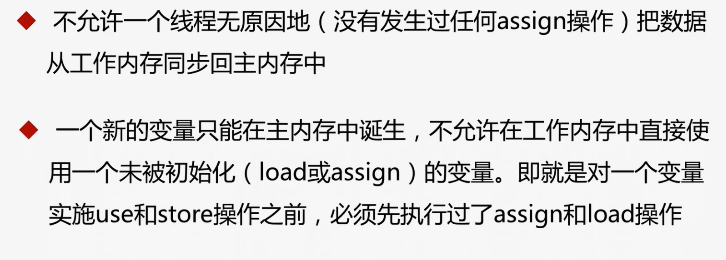 ◆ 不允许一个线程无原因地（没有发生过任何assign操作）把数据
从工作内存同步回主内存中
◆ 一个新的变量只能在主内存中诞生，不允许在工作内存中直接使
用一个未被初始化（load或assign）的变量。即就是对一个变量
实施use和store操作之前，必须先执行过了assign和load操作